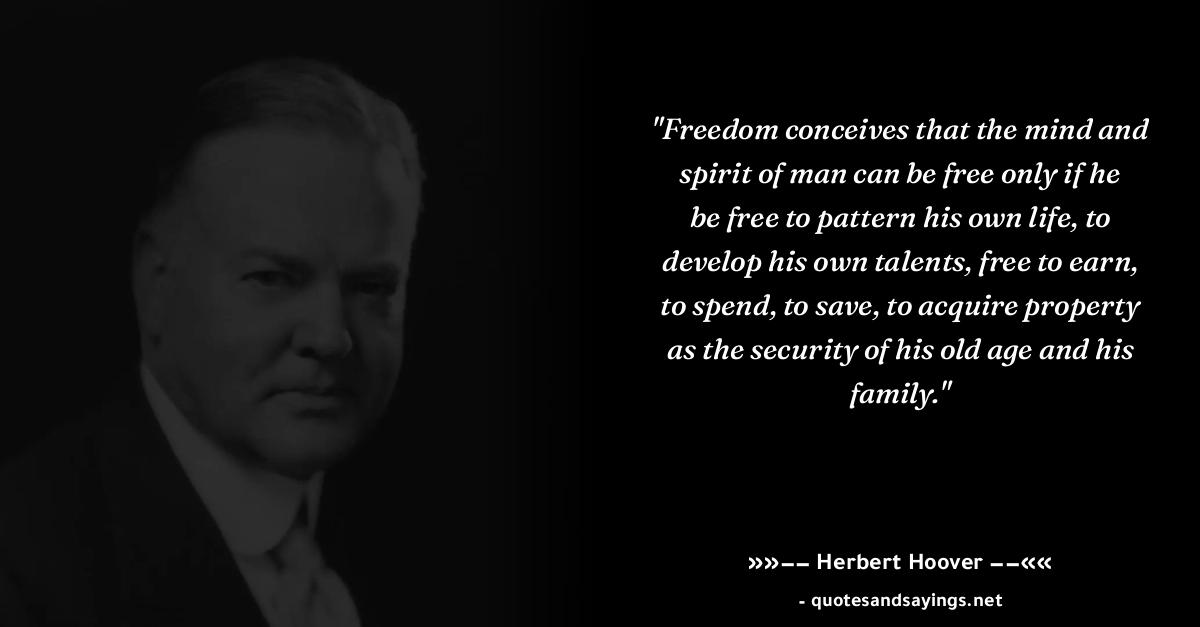 "Freedom conceives that the mind and
spirit of man can be free only if he
be free to pattern his own life, to
develop his own talents, free to earn,
to spend, to save, to acquire property
as the security of his old age and his
family."
»»−− Herbert Hoover −−««
- quotesandsayings.net